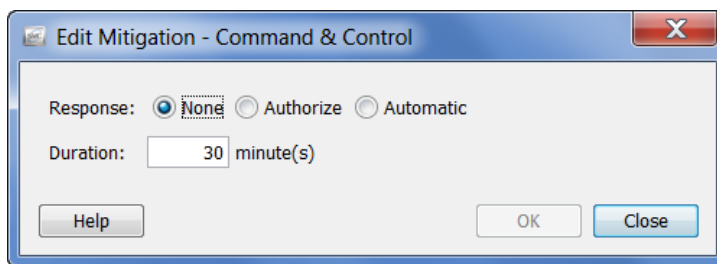 Edit Mitigation - Command & Control
Response: None Authorize Automatic
Duration: 30 minute(s)
Help OK Close